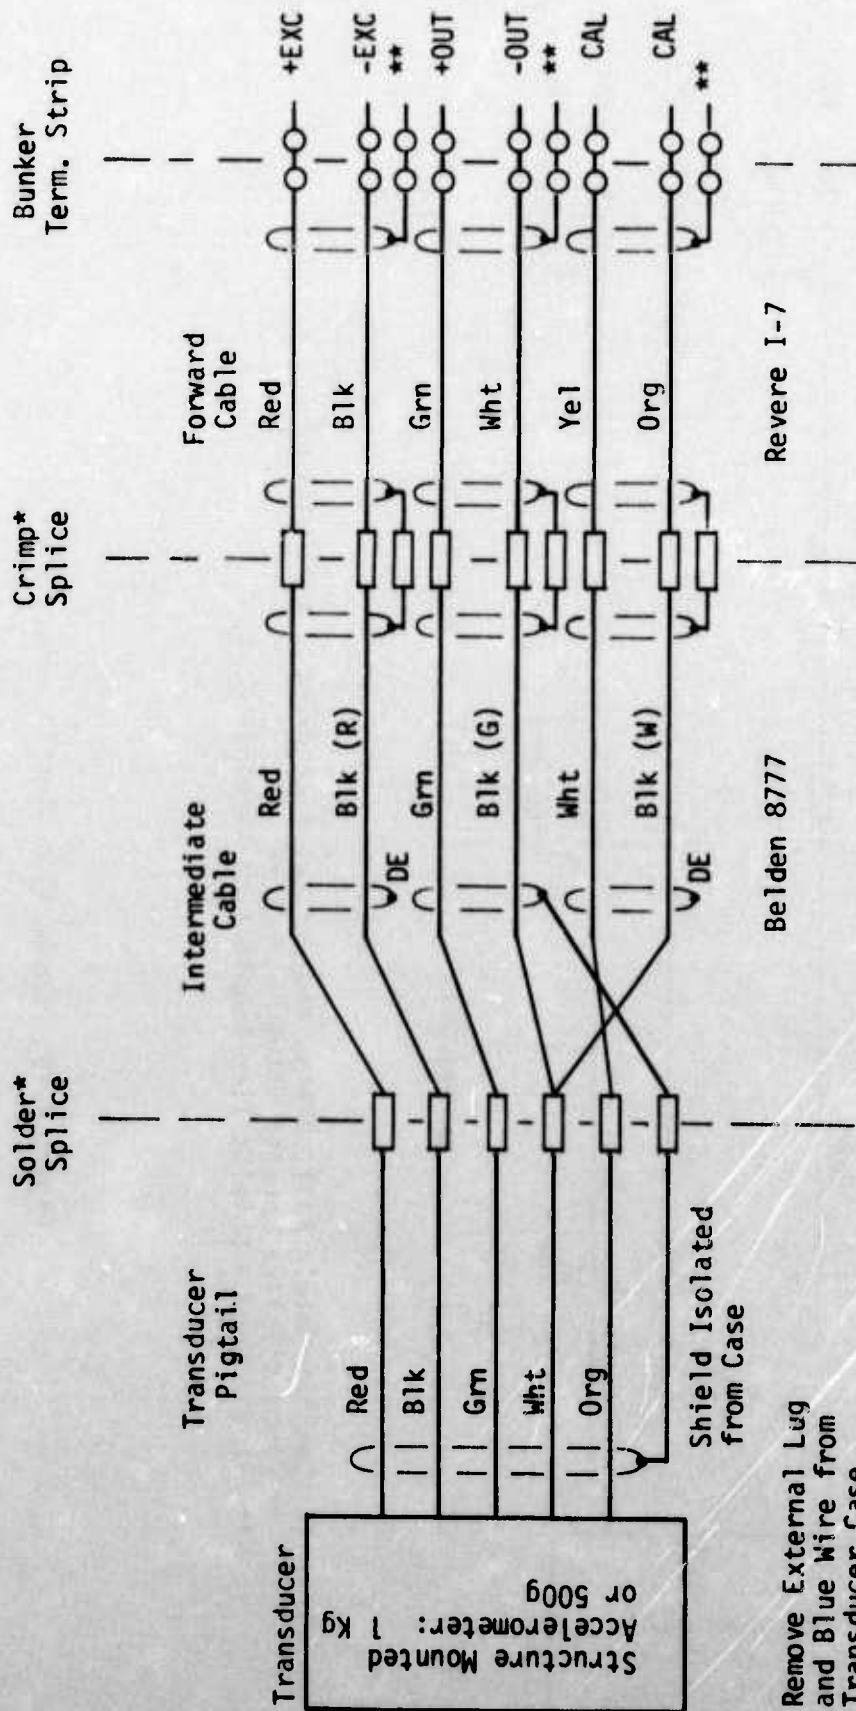 Solder*
Splice
Crimp*
Splice
Bunker
Term. Strip
Transducer
Pigtail
Intermediate
Cable
Forward
Cable
Transducer
Structure Mounted
Accelerometer: 1 Kg
or 500g
Red
Blk
Grn
Wht
Org
Shield Isolated
from Case
Red
Blk (R)
DE
Grn
Blk (G)
Wht
Blk (W)
DE
Red
Blk
Grn
Wht
Yel
Org
+EXC
-EXC
**
+OUT
-OUT
**
CAL
CAL
**
Belden 8777
Revere I-7
Remove External Lug
and Blue Wire from
Transducer Case